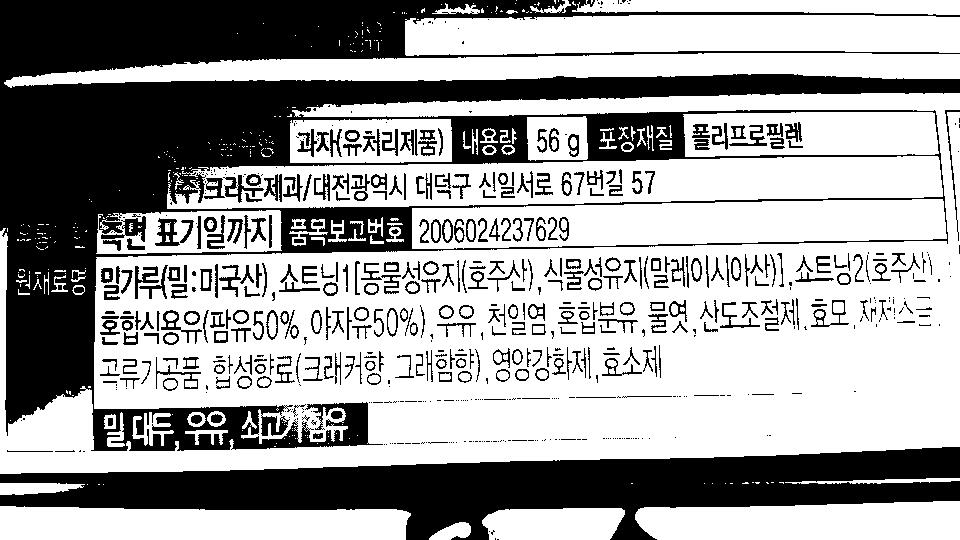 과자(유처리제품) 내용량 56 g 포장재질 폴리프로필렌
(주)크라운제과/대전광역시 대덕구 신일서로 67번길 57
측면 표기일까지 품목보고번호 2006024237629
원재료명 밀가루(밀:미국산), 쇼트닝1[동물성유지(호주산),식물성유지(말레이시아산)],쇼트닝2(호주산),
혼합식용유(팜유50%,야자유50%),우유,천일염,혼합분유,물엿,산도조절제,효모,
곡류가공품,합성향료(크래커향,그래함향),영양강화제,효소제
밀,대두,우유,쇠고기함유